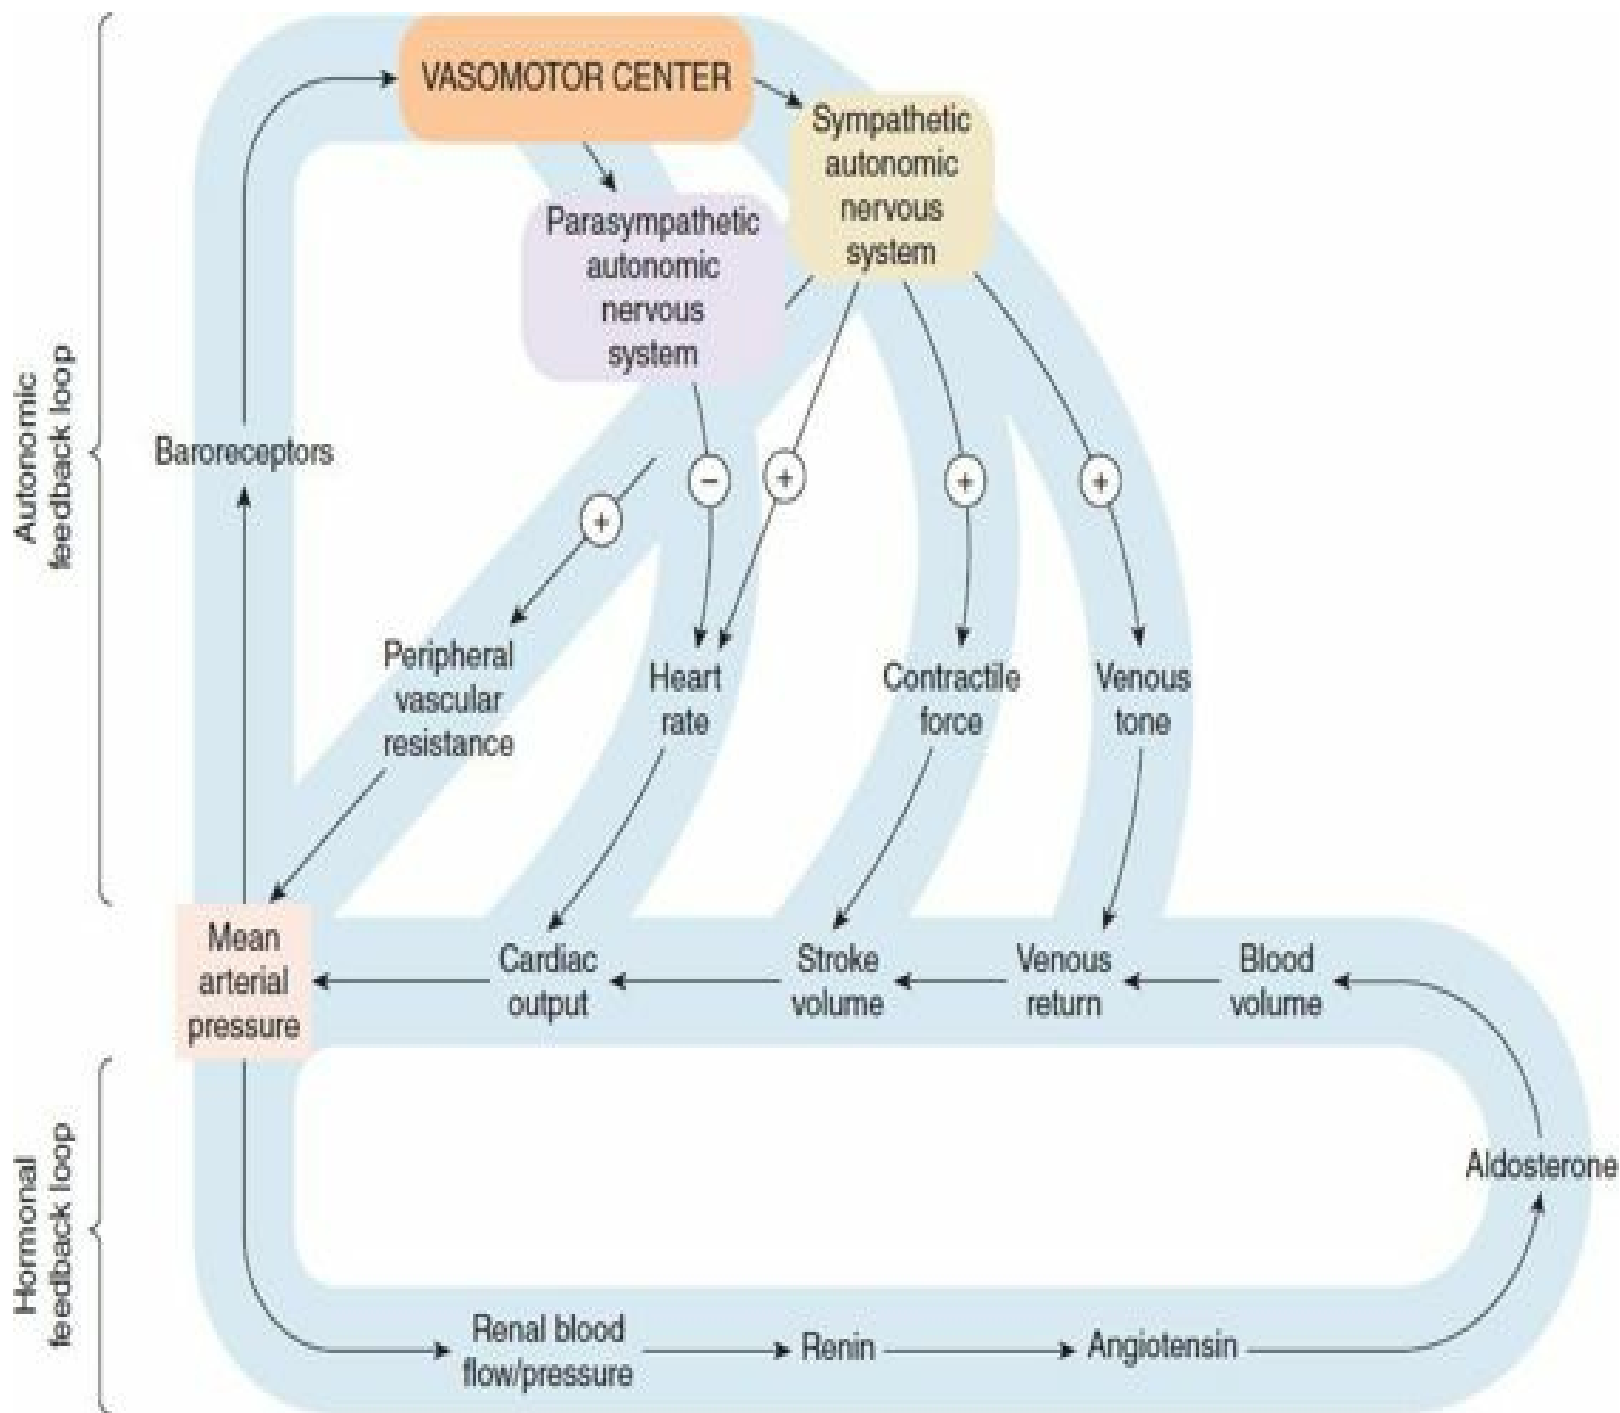 VASOMOTOR CENTER
Sympathetic
autonomic
nervous
system
Parasympathetic
autonomic
nervous
system
Autonomic
feedback loop
Baroreceptors
+
−
+
+
+
Peripheral
vascular
resistance
Heart
rate
Contractile
force
Venous
tone
Mean
arterial
pressure
Cardiac
output
Stroke
volume
Venous
return
Blood
volume
Hormonal
feedback loop
Aldosterone
Renal blood
flow/pressure
Renin
Angiotensin